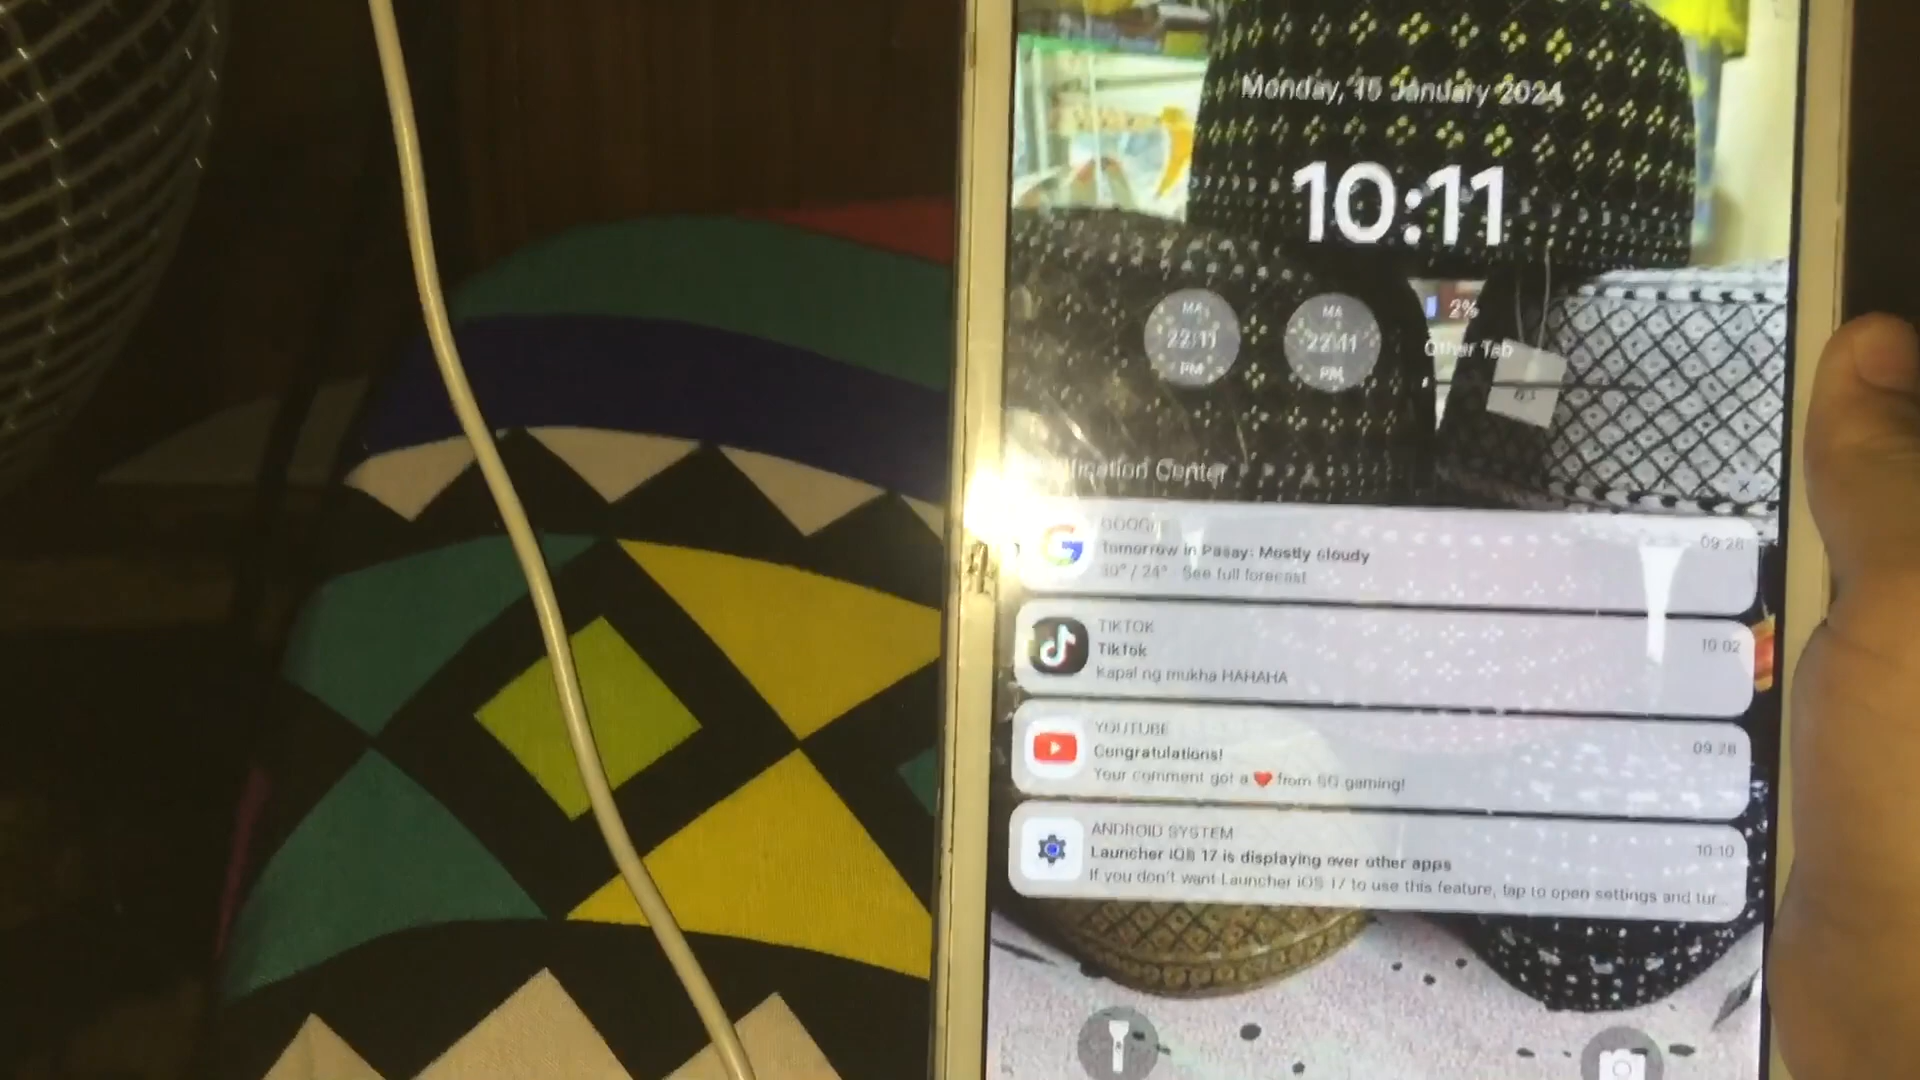 Monday, 15 January 2024
10:11
22:11
PM
22:11
PM
2%
Other Tab
Notification Center
GOOGLE
09:28
Tomorrow in Pasay: Mostly cloudy
30° / 24° · See full forecast
TIKTOK
10:02
TikTok
Kapal ng mukha HAHAHA
YOUTUBE
09:28
Congratulations!
Your comment got a ❤ from SG gaming!
ANDROID SYSTEM
10:10
Launcher iOS 17 is displaying over other apps
If you don't want Launcher iOS 17 to use this feature, tap to open settings and tur